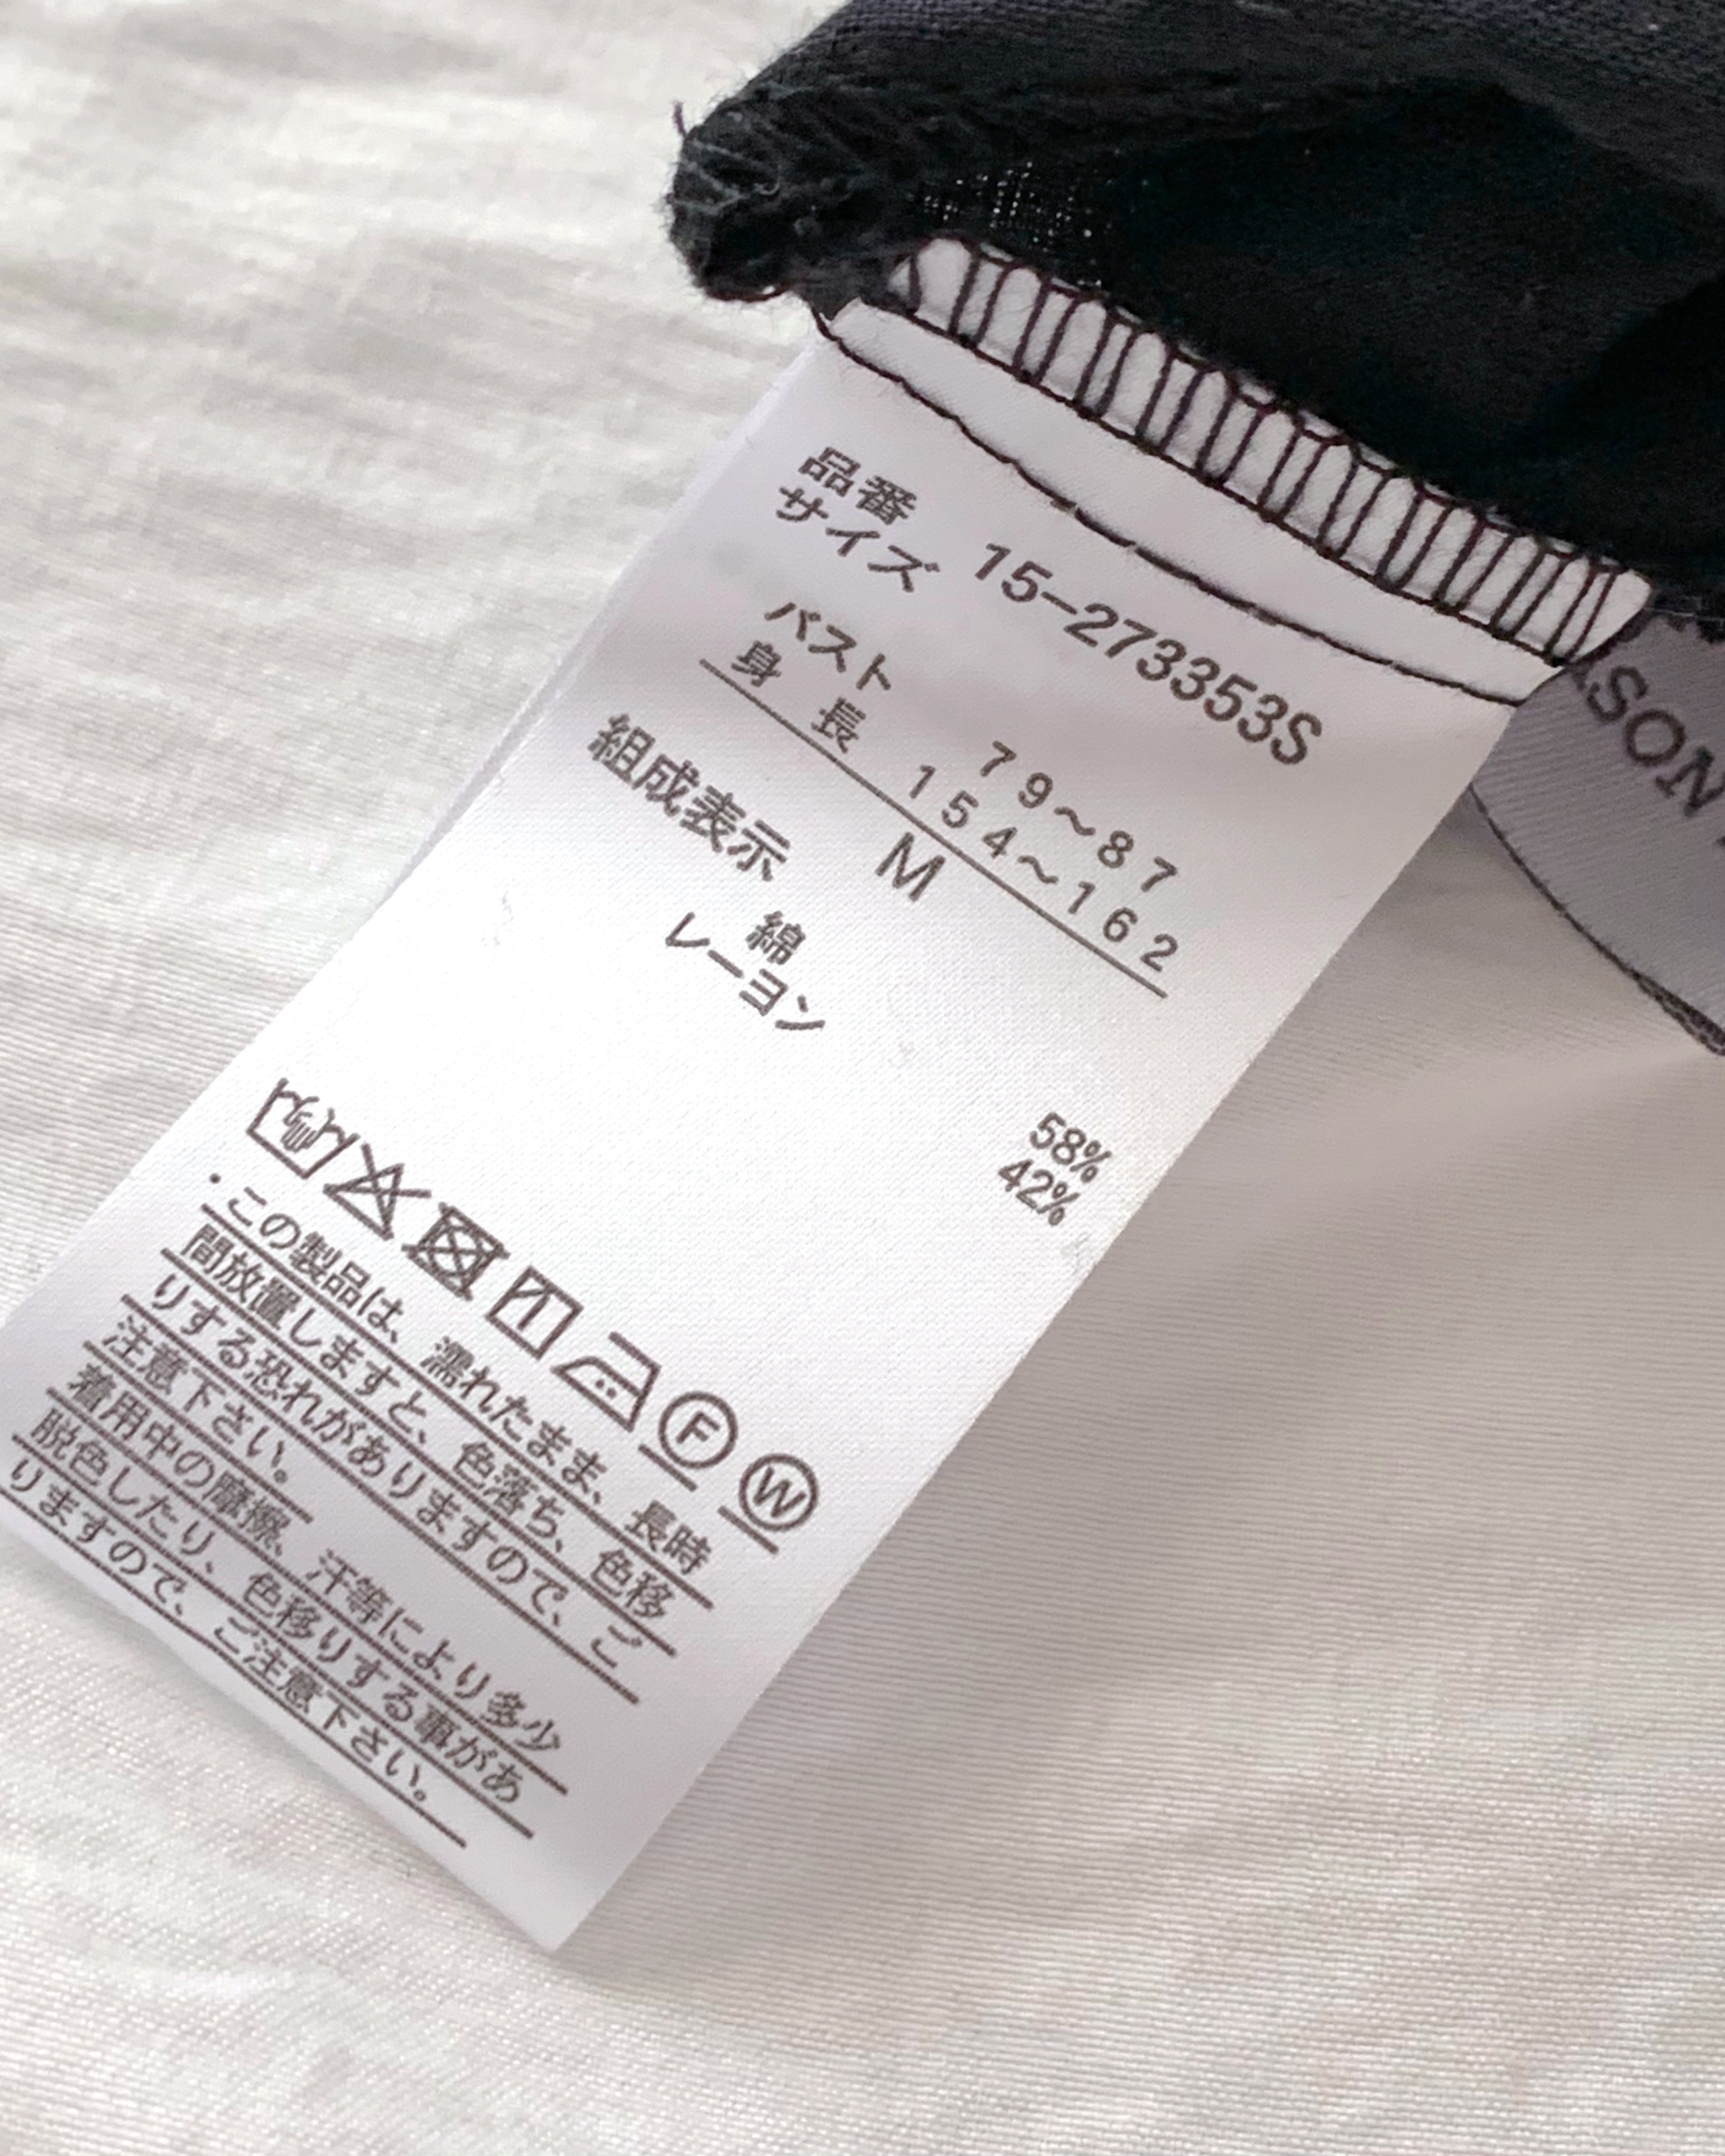 品番 15-273353S
サイズ
バスト 79～87
身長 154～162
M
組成表示
綿 58%
レーヨン 42%
F W
・この製品は、濡れたまま、長時
間放置しますと、色落ち、色移
りする恐れがありますので、ご
注意下さい。
着用中の摩擦、汗等により多少
脱色したり、色移りする事があ
りますので、ご注意下さい。